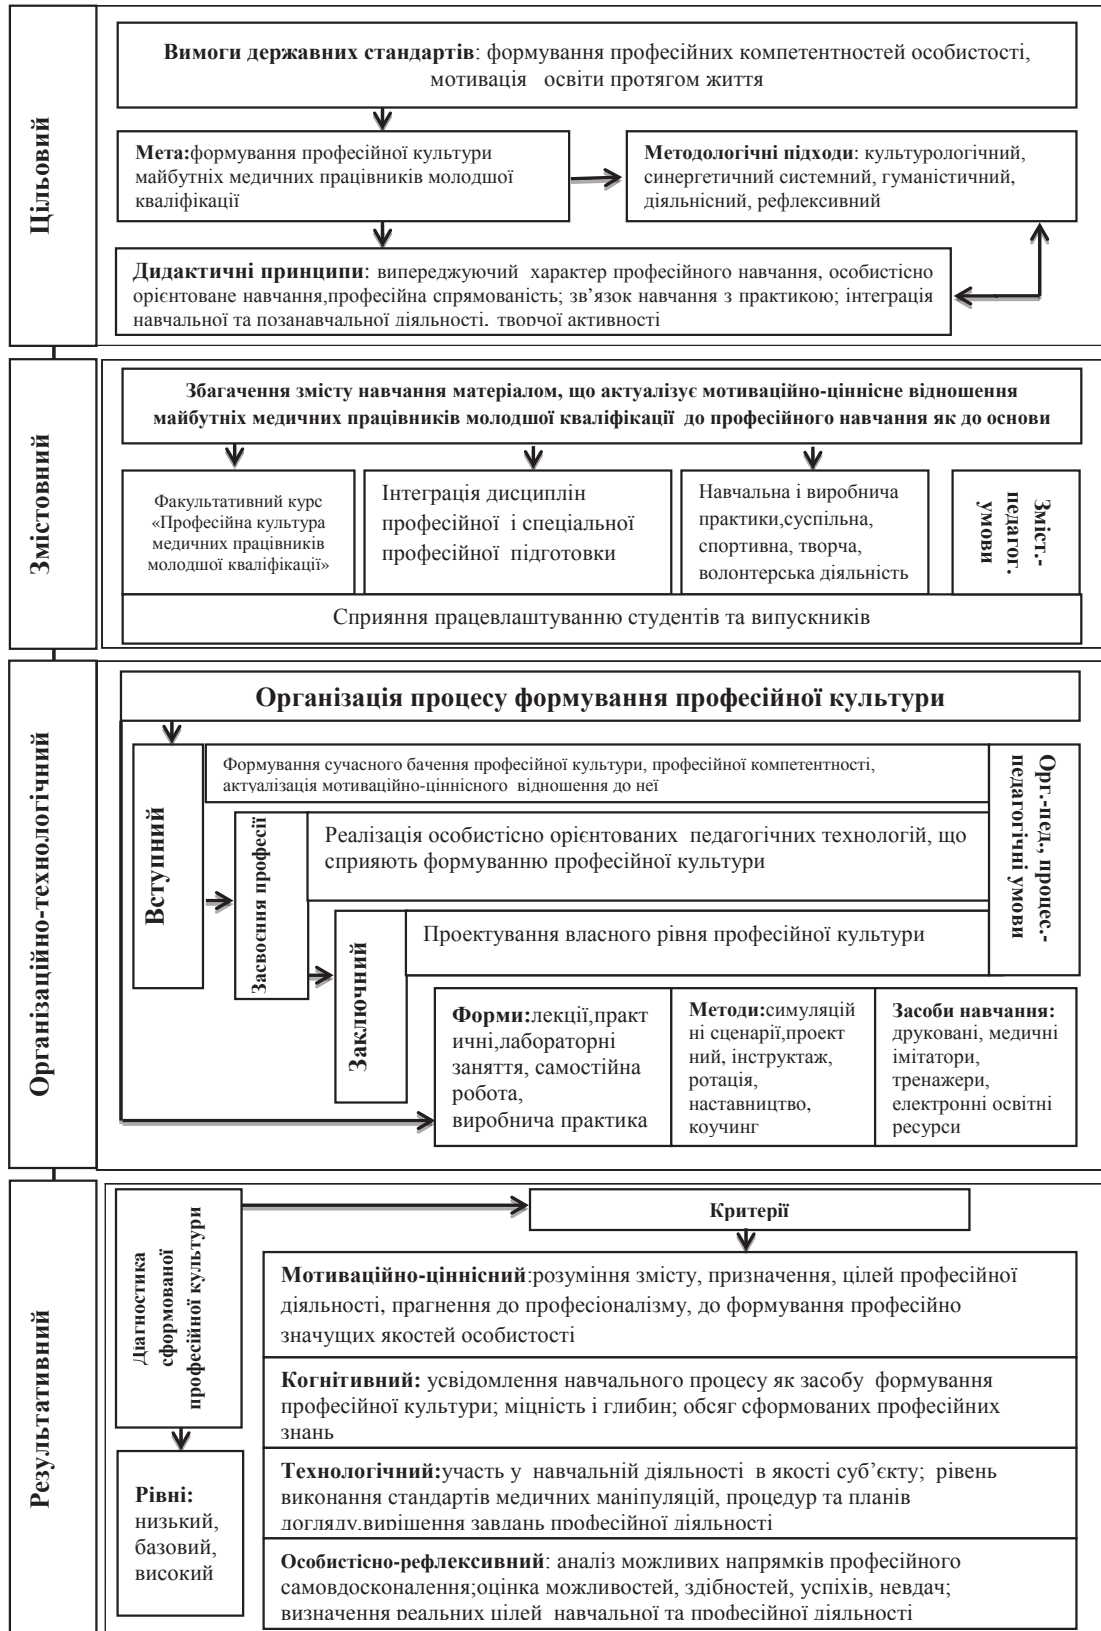 Цільовий
Вимоги державних стандартів: формування професійних компетентностей особистості,
мотивація освіти протягом життя
Мета:формування професійної культури
майбутніх медичних працівників молодшої
кваліфікації
Методологічні підходи: культурологічний,
синергетичний системний, гуманістичний,
діяльнісний, рефлексивний
Дидактичні принципи: випереджуючий характер професійного навчання, особистісно
орієнтоване навчання,професійна спрямованість; зв’язок навчання з практикою; інтеграція
навчальної та позанавчальної діяльності, творчої активності
Змістовний
Збагачення змісту навчання матеріалом, що актуалізує мотиваційно-ціннісне відношення
майбутніх медичних працівників молодшої кваліфікації до професійного навчання як до основи
Факультативний курс
«Професійна культура
медичних працівників
молодшої кваліфікації»
Інтеграція дисциплін
професійної і спеціальної
професійної підготовки
Навчальна і виробнича
практики,суспільна,
спортивна, творча,
волонтерська діяльність
Зміст.-
педагог.
умови
Сприяння працевлаштуванню студентів та випускників
Організаційно-технологічний
Організація процесу формування професійної культури
Вступний
Формування сучасного бачення професійної культури, професійної компетентності,
актуалізація мотиваційно-ціннісного відношення до неї
Орг.-пед., процес.-
педагогічні умови
Засвоєння професії
Реалізація особистісно орієнтованих педагогічних технологій, що
сприяють формуванню професійної культури
Заключний
Проектування власного рівня професійної культури
Форми:лекції,практ
ичні,лабораторні
заняття, самостійна
робота,
виробнича практика
Методи:симуляцій
ні сценарії,проект
ний, інструктаж,
ротація,
наставництво,
коучинг
Засоби навчання:
друковані, медичні
імітатори,
тренажери,
електронні освітні
ресурси
Результативний
Діагностика
сформованої
професійної культури
Критерії
Мотиваційно-ціннісний:розуміння змісту, призначення, цілей професійної
діяльності, прагнення до професіоналізму, до формування професійно
значущих якостей особистості
Когнітивний: усвідомлення навчального процесу як засобу формування
професійної культури; міцність і глибин; обсяг сформованих професійних
знань
Рівні:
низький,
базовий,
високий
Технологічний:участь у навчальній діяльності в якості суб’єкту; рівень
виконання стандартів медичних маніпуляцій, процедур та планів
догляду,вирішення завдань професійної діяльності
Особистісно-рефлексивний: аналіз можливих напрямків професійного
самовдосконалення;оцінка можливостей, здібностей, успіхів, невдач;
визначення реальних цілей навчальної та професійної діяльності